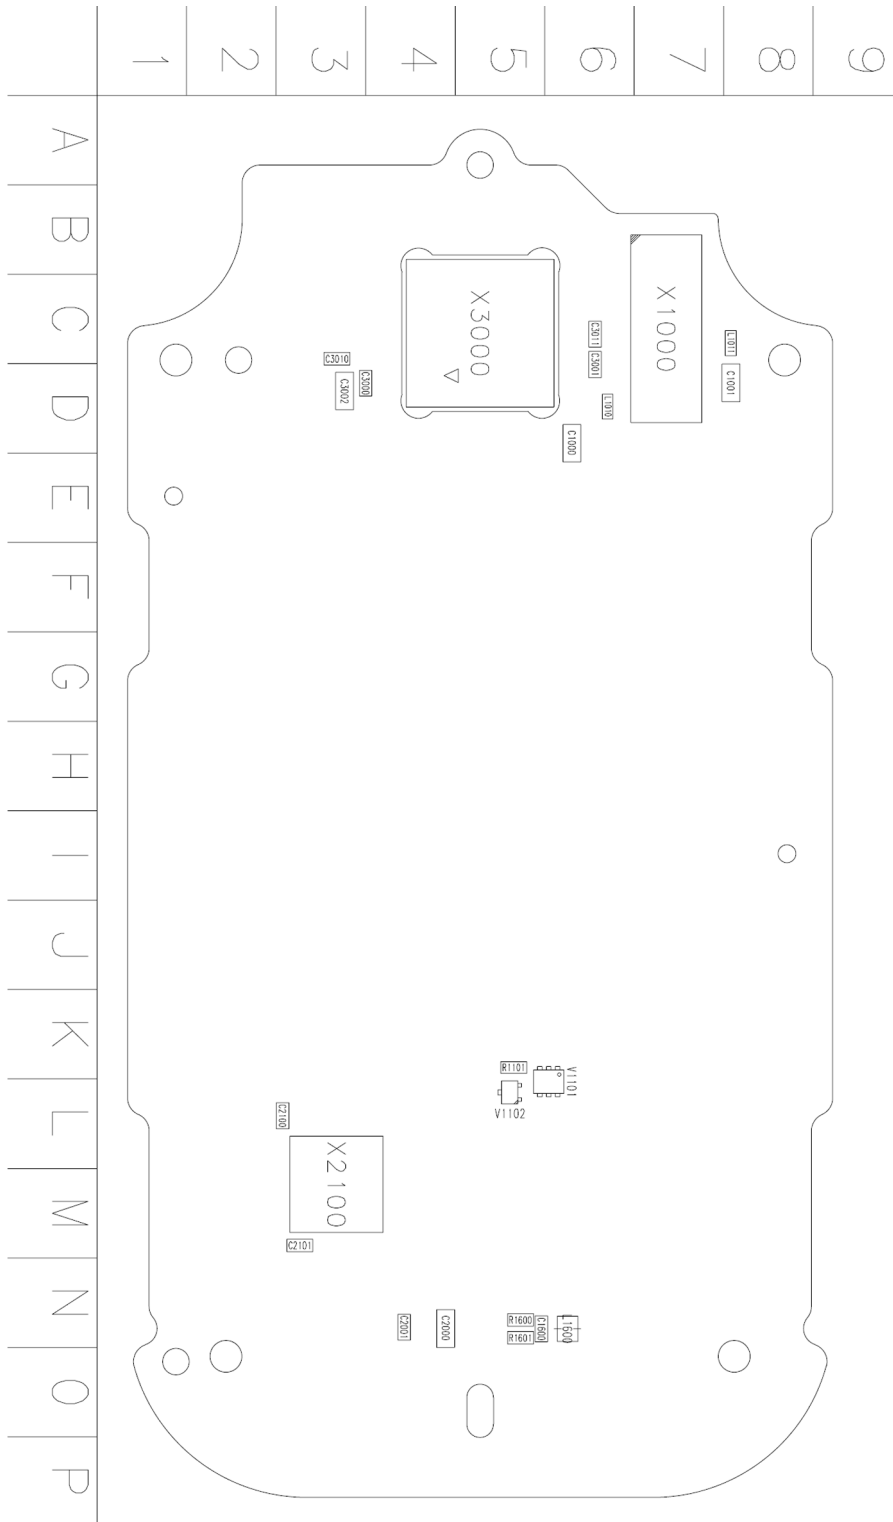 1 2 3 4 5 6 7 8 9
A
B
C
D
E
F
G
H
I
J
K
L
M
N
O
P
X3000
X1000
C3011
L1011
C3010
C3001
C3000
C3002
C1001
L1010
C1000
R1101
V1101
V1102
C2100
X2100
C2101
C2001
C2000
R1600
R1601
C1600
L1600